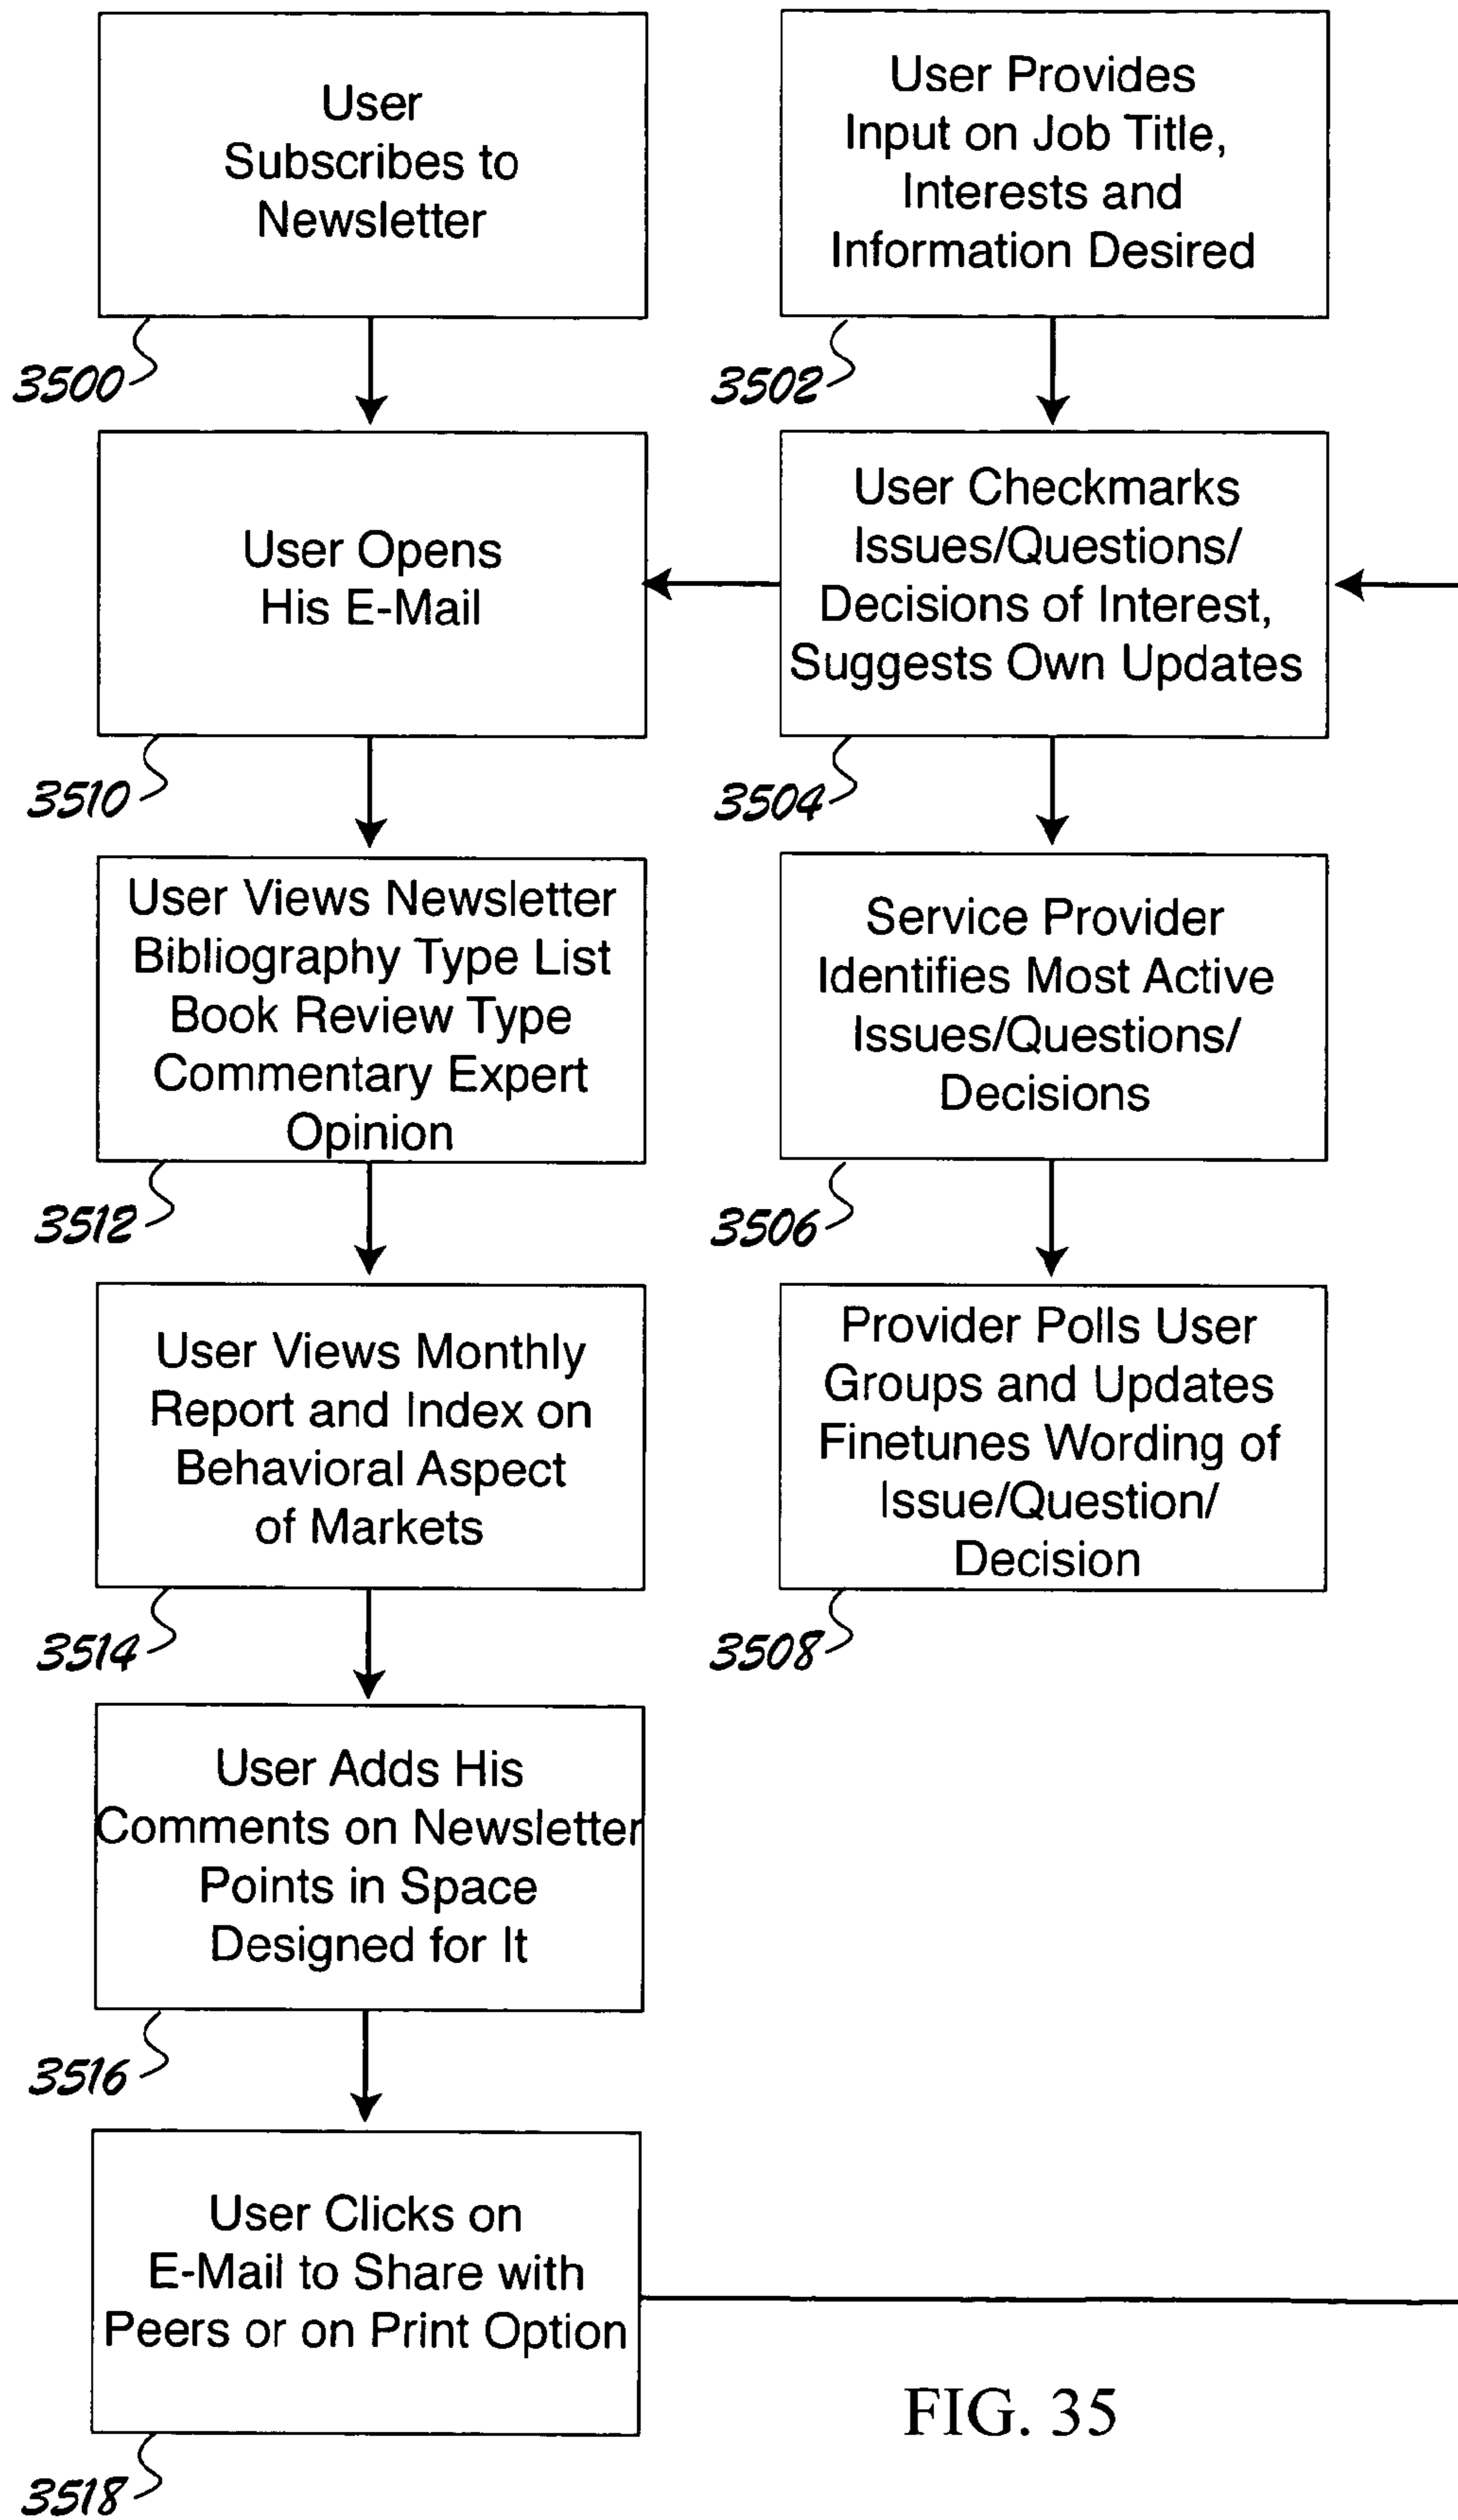 User
Subscribes to
Newsletter
3500
User Provides
Input on Job Title,
Interests and
Information Desired
3502
User Opens
His E-Mail
3510
User Checkmarks
Issues/Questions/
Decisions of Interest,
Suggests Own Updates
3504
User Views Newsletter
Bibliography Type List
Book Review Type
Commentary Expert
Opinion
3512
Service Provider
Identifies Most Active
Issues/Questions/
Decisions
3506
User Views Monthly
Report and Index on
Behavioral Aspect
of Markets
3514
Provider Polls User
Groups and Updates
Finetunes Wording of
Issue/Question/
Decision
3508
User Adds His
Comments on Newsletter
Points in Space
Designed for It
3516
User Clicks on
E-Mail to Share with
Peers or on Print Option
3518
FIG. 35